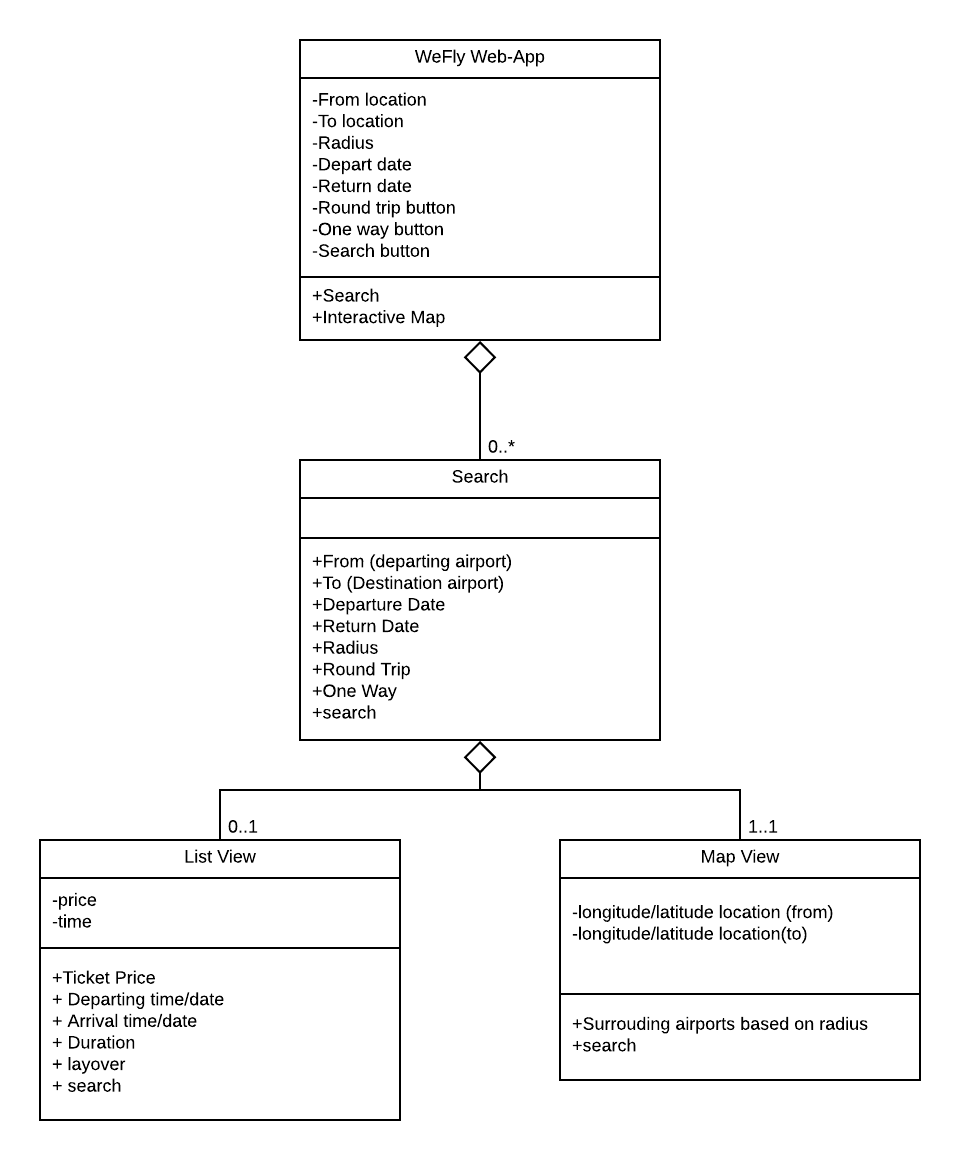 WeFly Web-App
-From location
-To location
-Radius
-Depart date
-Return date
-Round trip button
-One way button
-Search button
+Search
+Interactive Map
0..*
Search
+From (departing airport)
+To (Destination airport)
+Departure Date
+Return Date
+Radius
+Round Trip
+One Way
+search
0..1
List View
-price
-time
+Ticket Price
+ Departing time/date
+ Arrival time/date
+ Duration
+ layover
+ search
1..1
Map View
-longitude/latitude location (from)
-longitude/latitude location(to)
+Surrouding airports based on radius
+search